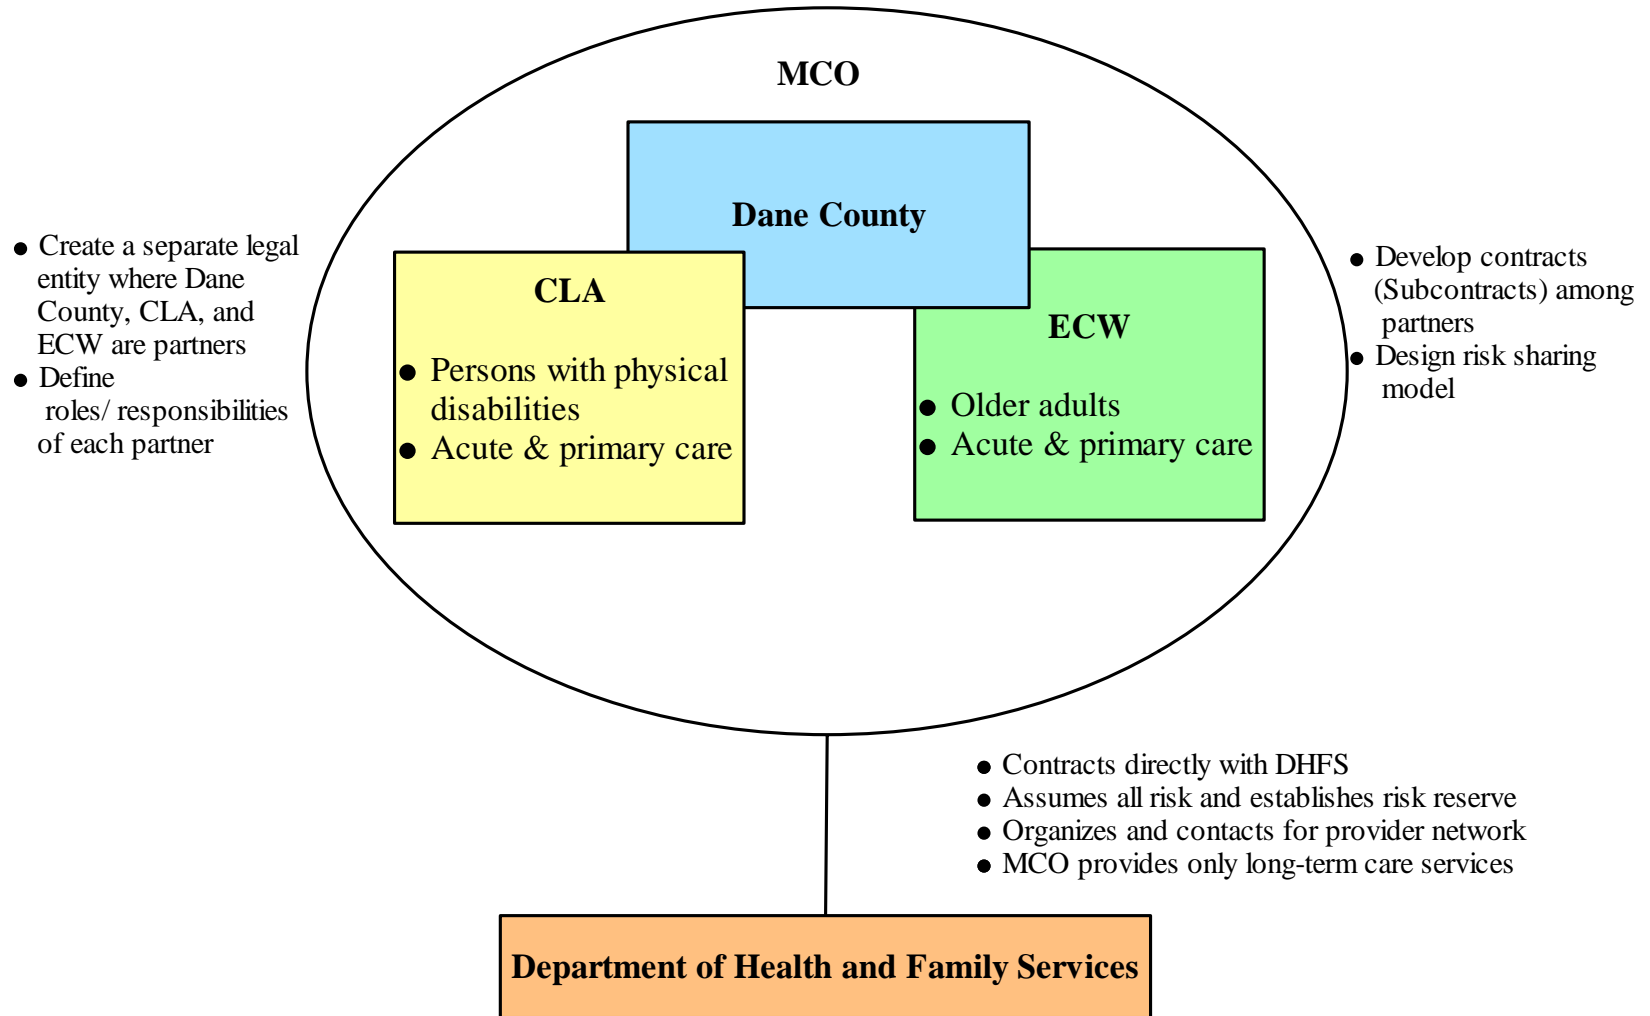 MCO
Dane County
● Create a separate legal
entity where Dane
County, CLA, and
ECW are partners
● Define
roles/ responsibilities
of each partner
CLA
● Persons with physical
disabilities
● Acute & primary care
ECW
● Older adults
● Acute & primary care
● Develop contracts
(Subcontracts) among
partners
● Design risk sharing
model
● Contracts directly with DHFS
● Assumes all risk and establishes risk reserve
● Organizes and contacts for provider network
● MCO provides only long-term care services
Department of Health and Family Services